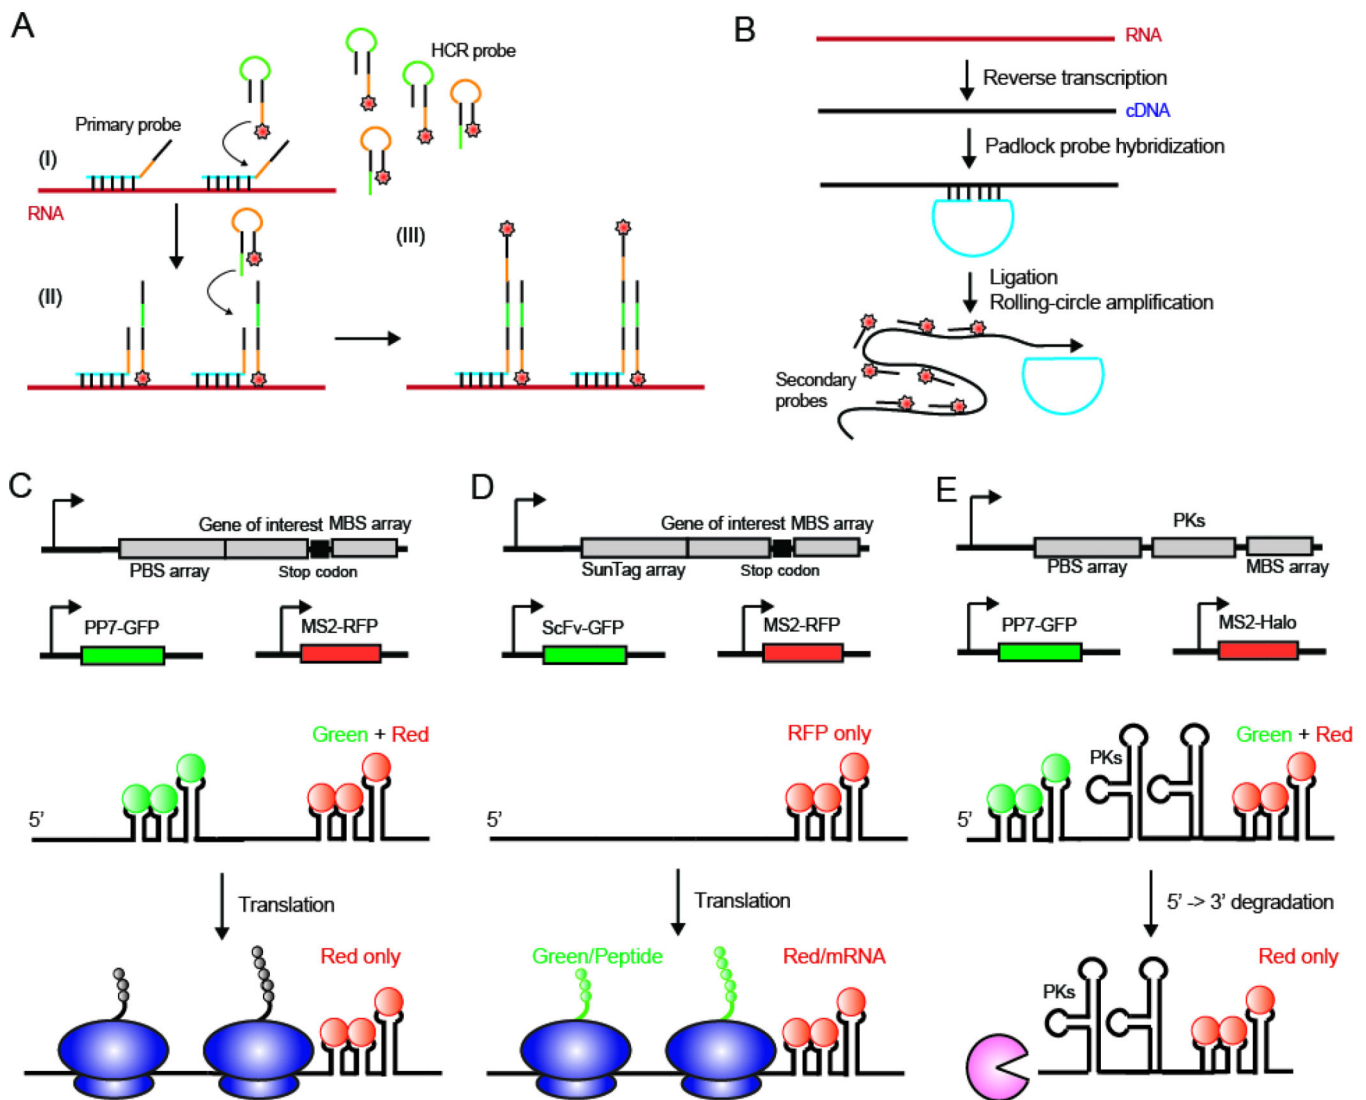 A
HCR probe
Primary probe
(I)
RNA
(II)
(III)
B
RNA
Reverse transcription
cDNA
Padlock probe hybridization
Ligation
Rolling-circle amplification
Secondary
probes
C
Gene of interest MBS array
PBS array
Stop codon
PP7-GFP
MS2-RFP
Green + Red
5'
Translation
Red only
D
Gene of interest MBS array
SunTag array
Stop codon
ScFv-GFP
MS2-RFP
RFP only
5'
Translation
Green/Peptide
Red/mRNA
E
PKs
PBS array
MBS array
PP7-GFP
MS2-Halo
Green + Red
PKs
5'
5' -> 3' degradation
Red only
PKs